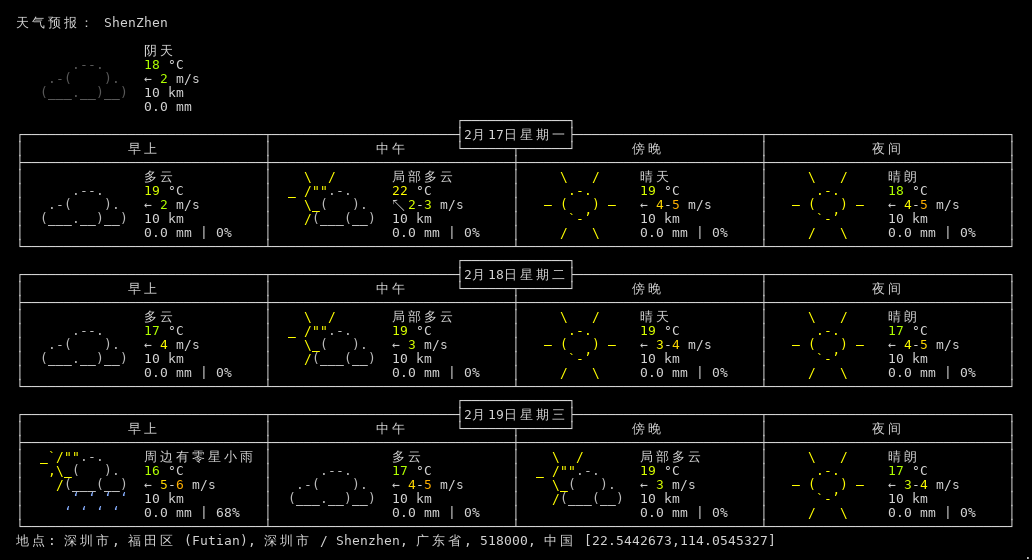 天气预报： ShenZhen
阴天
18 °C
← 2 m/s
10 km
0.0 mm
2月17日星期一
早上 中午 傍晚 夜间
多云 局部多云 晴天 晴朗
19 °C 22 °C 19 °C 18 °C
← 2 m/s ↖ 2-3 m/s ← 4-5 m/s ← 4-5 m/s
10 km 10 km 10 km 10 km
0.0 mm | 0% 0.0 mm | 0% 0.0 mm | 0% 0.0 mm | 0%
2月18日星期二
早上 中午 傍晚 夜间
多云 局部多云 晴天 晴朗
17 °C 19 °C 19 °C 17 °C
← 4 m/s ← 3 m/s ← 3-4 m/s ← 4-5 m/s
10 km 10 km 10 km 10 km
0.0 mm | 0% 0.0 mm | 0% 0.0 mm | 0% 0.0 mm | 0%
2月19日星期三
早上 中午 傍晚 夜间
周边有零星小雨 多云 局部多云 晴朗
16 °C 17 °C 19 °C 17 °C
← 5-6 m/s ← 4-5 m/s ← 3 m/s ← 3-4 m/s
10 km 10 km 10 km 10 km
0.0 mm | 68% 0.0 mm | 0% 0.0 mm | 0% 0.0 mm | 0%
地点: 深圳市, 福田区 (Futian), 深圳市 / Shenzhen, 广东省, 518000, 中国 [22.5442673,114.0545327]